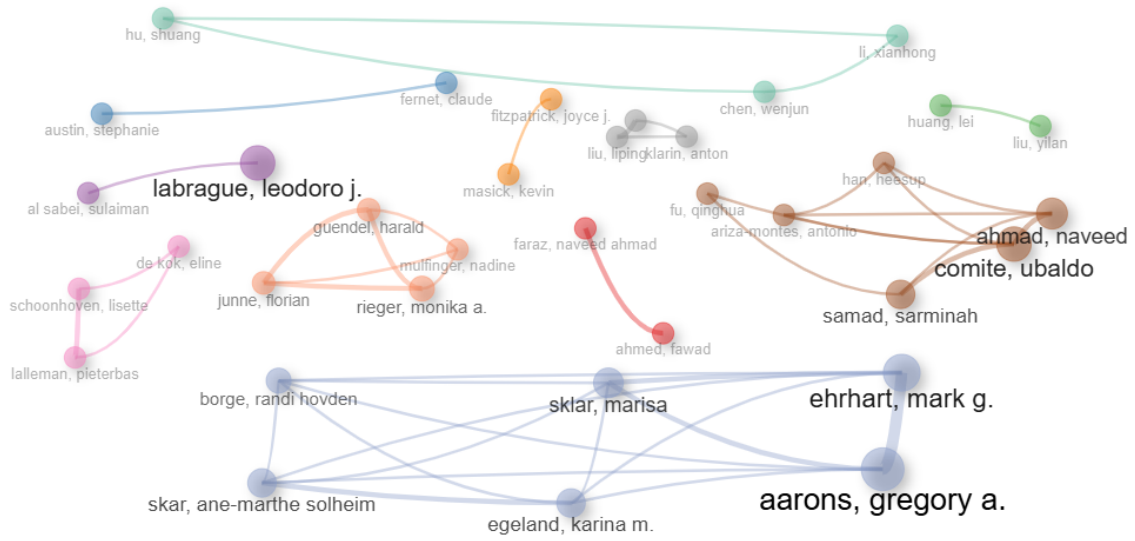 hu, shuang
li, xianhong
fernet, claude
chen, wenjun
austin, stephanie
fitzpatrick, joyce j.
huang, lei
liu, yilan
liu, liping
klarin, anton
labrague, leodoro j.
al sabei, sulaiman
masick, kevin
han, heesup
fu, qinghua
ariza-montes, antonio
ahmad, naveed
comite, ubaldo
samad, sarminah
guendel, harald
mulfinger, nadine
junne, florian
rieger, monika a.
faraz, naveed ahmad
ahmed, fawad
de kok, eline
schoonhoven, lisette
lalleman, pieterbas
borge, randi hovden
sklar, marisa
ehrhart, mark g.
skar, ane-marthe solheim
egeland, karina m.
aarons, gregory a.